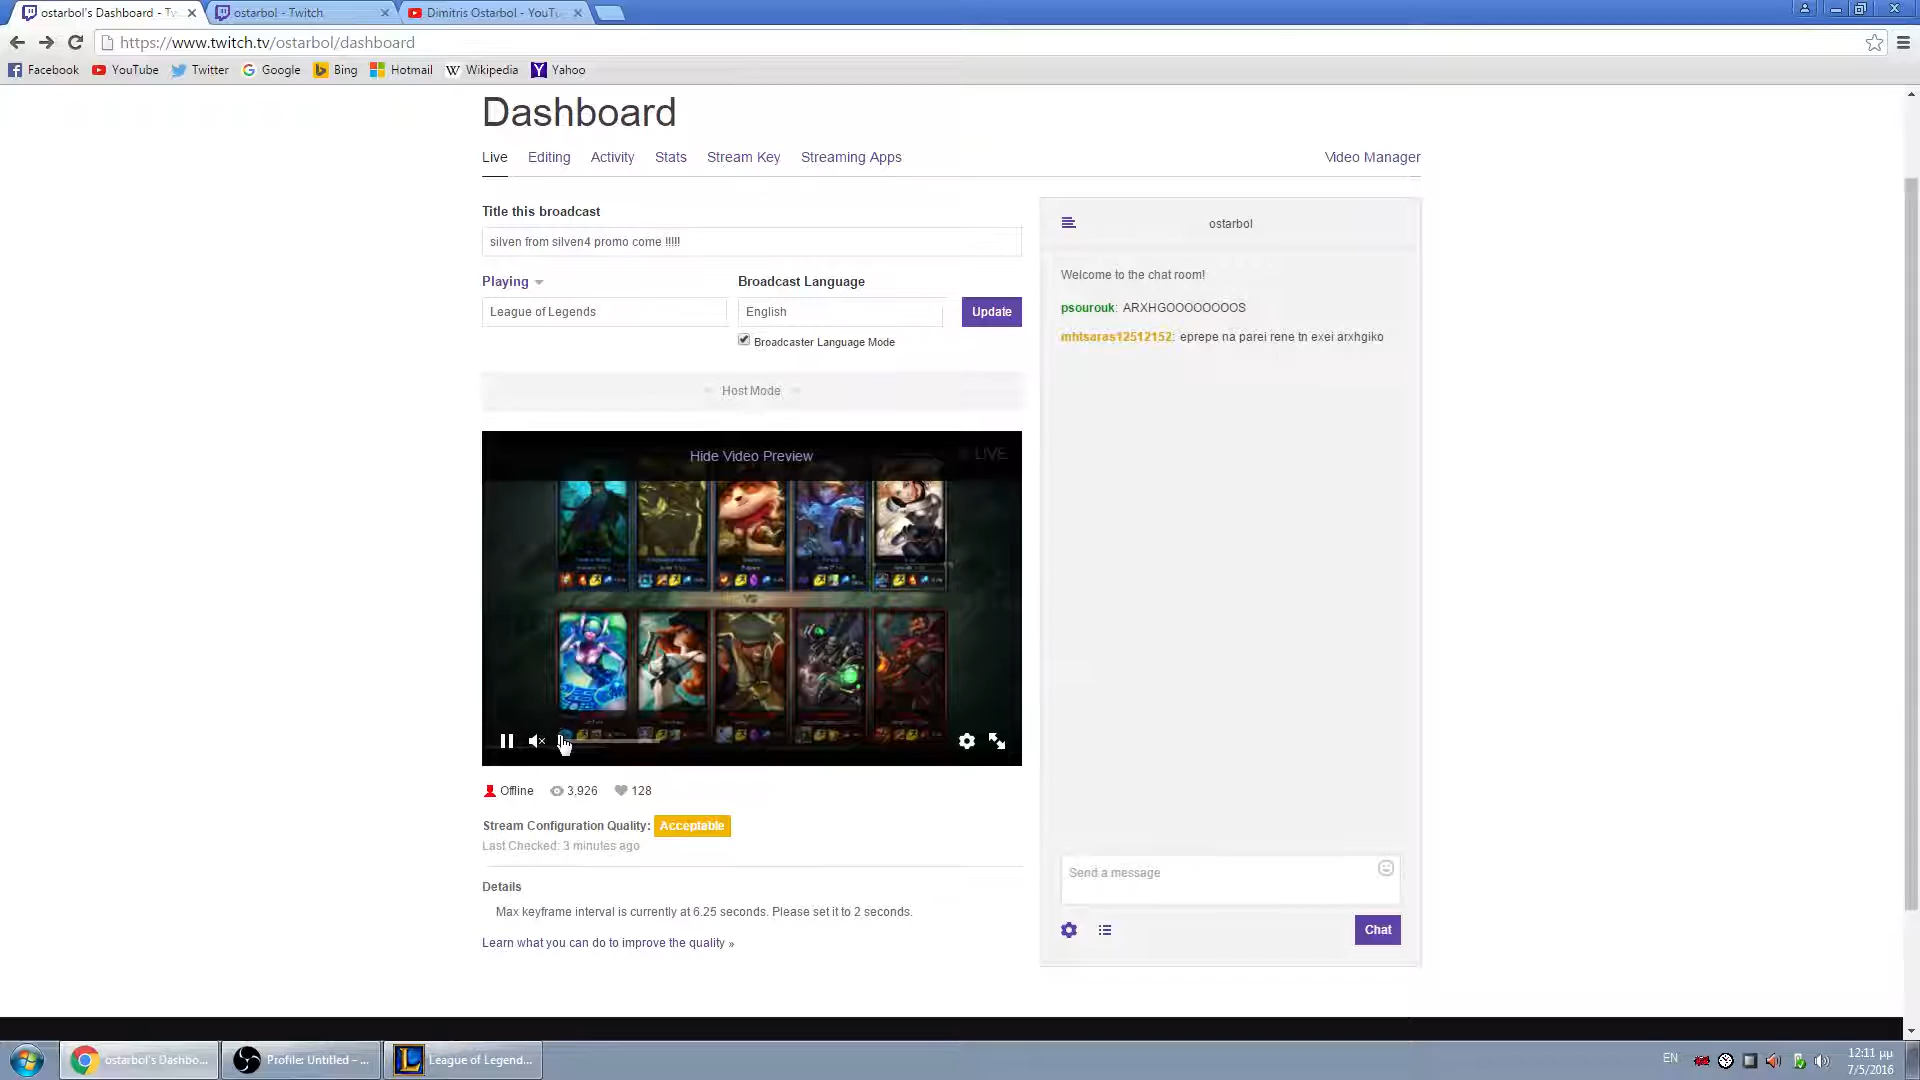 ostarbol's Dashboard - Tw
ostarbol - Twitch
Dimitris Ostarbol - YouTu
https://www.twitch.tv/ostarbol/dashboard
Facebook
YouTube
Twitter
Google
Bing
Hotmail
Wikipedia
Yahoo
Dashboard
Live
Editing
Activity
Stats
Stream Key
Streaming Apps
Video Manager
Title this broadcast
silven from silven4 promo come !!!!!
Playing
Broadcast Language
League of Legends
English
Update
Broadcaster Language Mode
Host Mode
Hide Video Preview
LIVE
VS
Offline
3,926
128
Stream Configuration Quality: Acceptable
Last Checked: 3 minutes ago
Details
Max keyframe interval is currently at 6.25 seconds. Please set it to 2 seconds.
Learn what you can do to improve the quality »
ostarbol
Welcome to the chat room!
psourouk: ARXHGOOOOOOOOS
mhtsaras12512152: eprepe na parei rene tn exei arxhgiko
Send a message
Chat
ostarbol's Dashbo...
Profile: Untitled – ...
League of Legend...
EN
12:11 μμ
7/5/2016